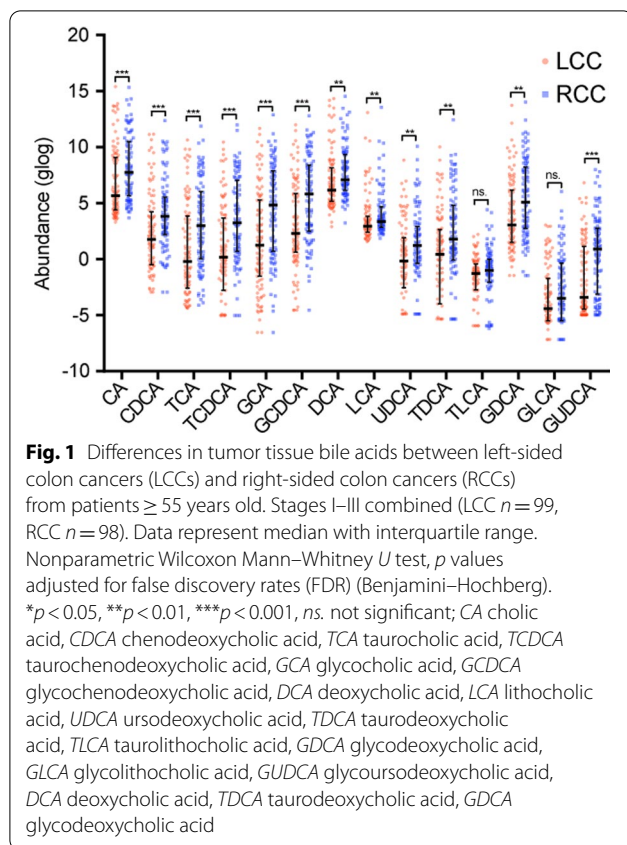 20
15
10
5
0
-5
-10
Abundance (glog)
LCC
RCC
*** *** *** *** *** *** ** ** ** ** ns. ** ns. ***
CA CDCA TCA TCDCA GCA GCDCA DCA LCA UDCA TDCA TLCA GDCA GLCA GUDCA
Fig. 1 Differences in tumor tissue bile acids between left-sided
colon cancers (LCCs) and right-sided colon cancers (RCCs)
from patients ≥ 55 years old. Stages I–III combined (LCC n = 99,
RCC n = 98). Data represent median with interquartile range.
Nonparametric Wilcoxon Mann–Whitney U test, p values
adjusted for false discovery rates (FDR) (Benjamini–Hochberg).
*p < 0.05, **p < 0.01, ***p < 0.001, ns. not significant; CA cholic
acid, CDCA chenodeoxycholic acid, TCA taurocholic acid, TCDCA
taurochenodeoxycholic acid, GCA glycocholic acid, GCDCA
glycochenodeoxycholic acid, DCA deoxycholic acid, LCA lithocholic
acid, UDCA ursodeoxycholic acid, TDCA taurodeoxycholic
acid, TLCA taurolithocholic acid, GDCA glycodeoxycholic acid,
GLCA glycolithocholic acid, GUDCA glycoursodeoxycholic acid,
DCA deoxycholic acid, TDCA taurodeoxycholic acid, GDCA
glycodeoxycholic acid